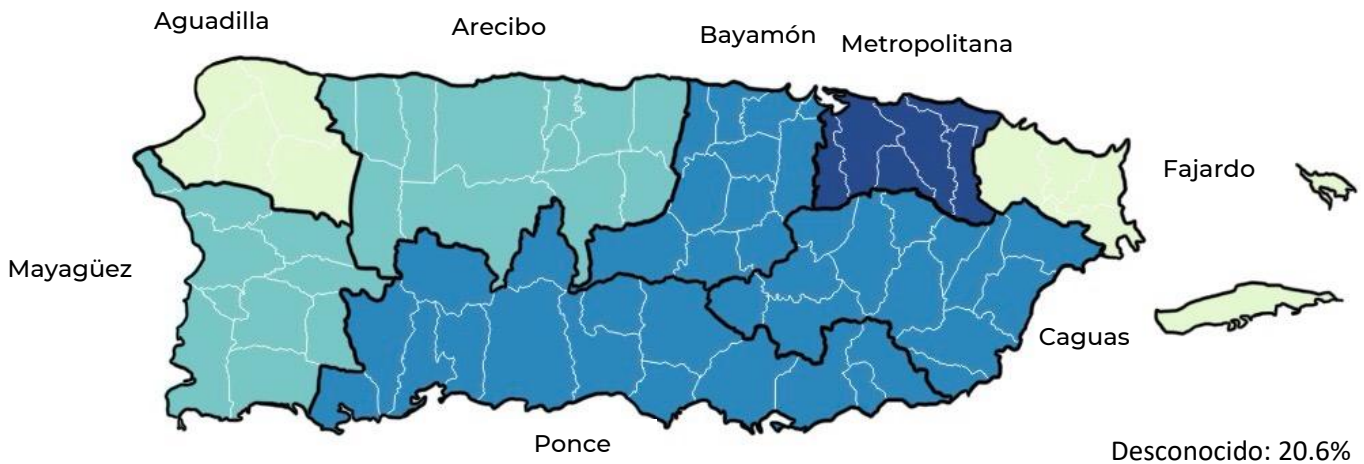 Aguadilla
Arecibo
Bayamón
Metropolitana
Fajardo
Mayagüez
Caguas
Ponce
Desconocido: 20.6%